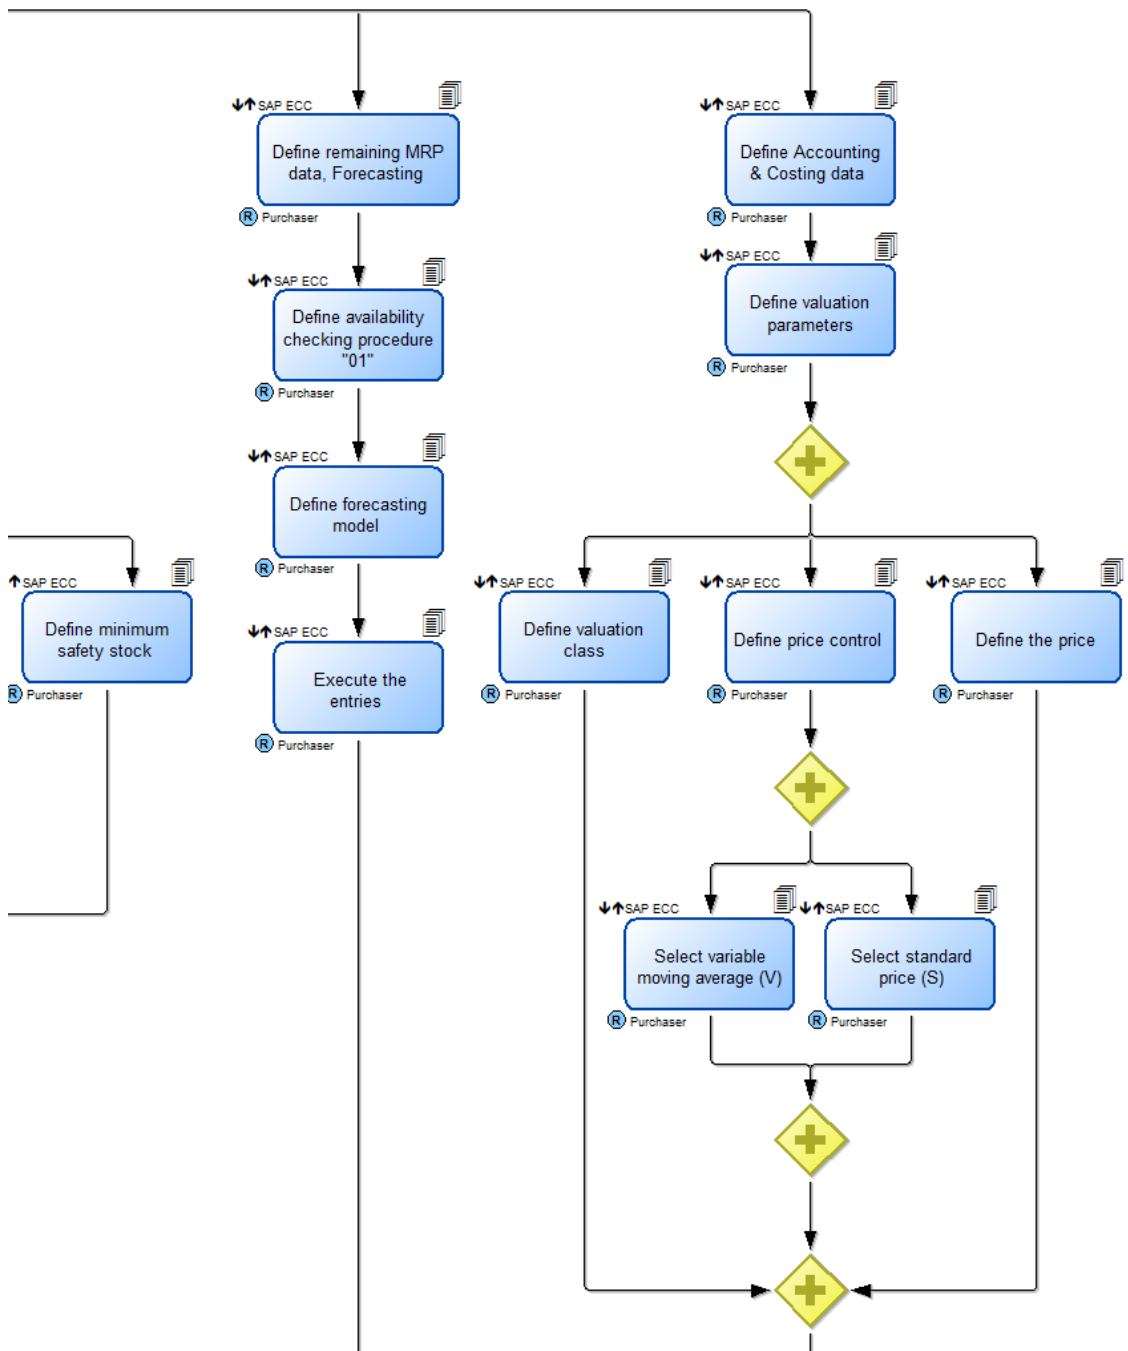 SAP ECC
Define remaining MRP
data, Forecasting
R Purchaser
SAP ECC
Define Accounting
& Costing data
R Purchaser
SAP ECC
Define availability
checking procedure
"01"
R Purchaser
SAP ECC
Define valuation
parameters
R Purchaser
SAP ECC
Define forecasting
model
R Purchaser
SAP ECC
Define minimum
safety stock
R Purchaser
SAP ECC
Execute the
entries
R Purchaser
SAP ECC
Define valuation
class
R Purchaser
SAP ECC
Define price control
R Purchaser
SAP ECC
Define the price
R Purchaser
SAP ECC
Select variable
moving average (V)
R Purchaser
SAP ECC
Select standard
price (S)
R Purchaser